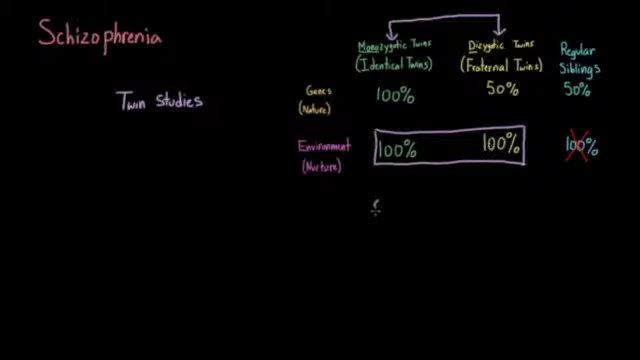 Schizophrenia
Twin Studies
Monozygotic Twins
(Identical Twins)
Dizygotic Twins
(Fraternal Twins)
Regular
Siblings
Genes
(Nature)
100%
50%
50%
Environment
(Nurture)
100%
100%
100%